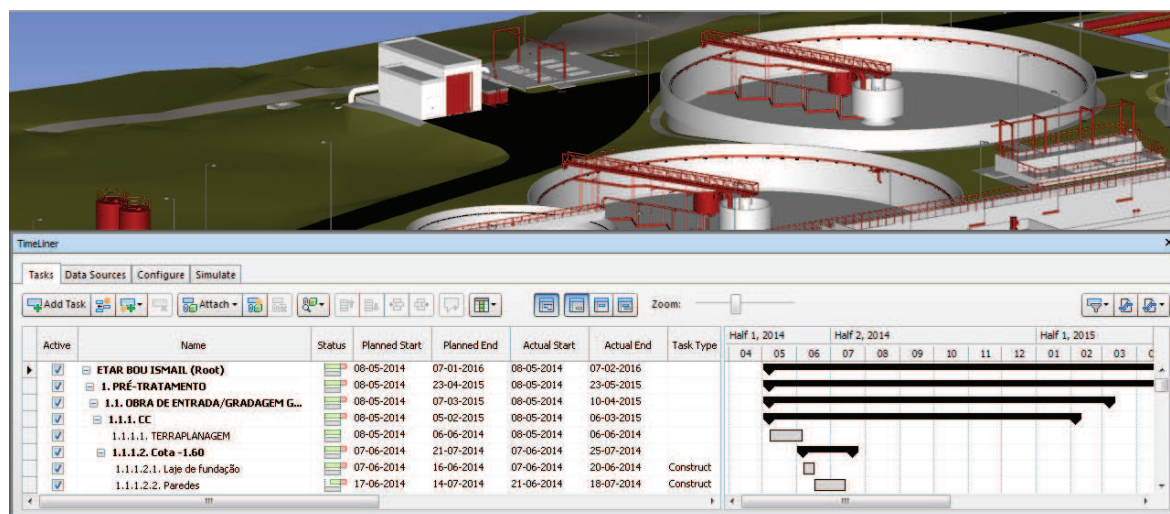 TimeLiner
Tasks Data Sources Configure Simulate
Add Task Attach Zoom:
Active Name Status Planned Start Planned End Actual Start Actual End Task Type Half 1, 2014 Half 2, 2014 Half 1, 2015
04 05 06 07 08 09 10 11 12 01 02 03
ETAR BOU ISMAIL (Root) 08-05-2014 07-01-2016 08-05-2014 07-02-2016
1. PRÉ-TRATAMENTO 08-05-2014 23-04-2015 08-05-2014 23-05-2015
1.1. OBRA DE ENTRADA/GRADAGEM G... 08-05-2014 07-03-2015 08-05-2014 10-04-2015
1.1.1. CC 08-05-2014 05-02-2015 08-05-2014 06-03-2015
1.1.1.1. TERRAPLANAGEM 08-05-2014 06-06-2014 08-05-2014 06-06-2014
1.1.1.2. Cota -1.60 07-06-2014 21-07-2014 07-06-2014 25-07-2014
1.1.1.2.1. Laje de fundação 07-06-2014 16-06-2014 07-06-2014 20-06-2014 Construct
1.1.1.2.2. Paredes 17-06-2014 14-07-2014 21-06-2014 18-07-2014 Construct